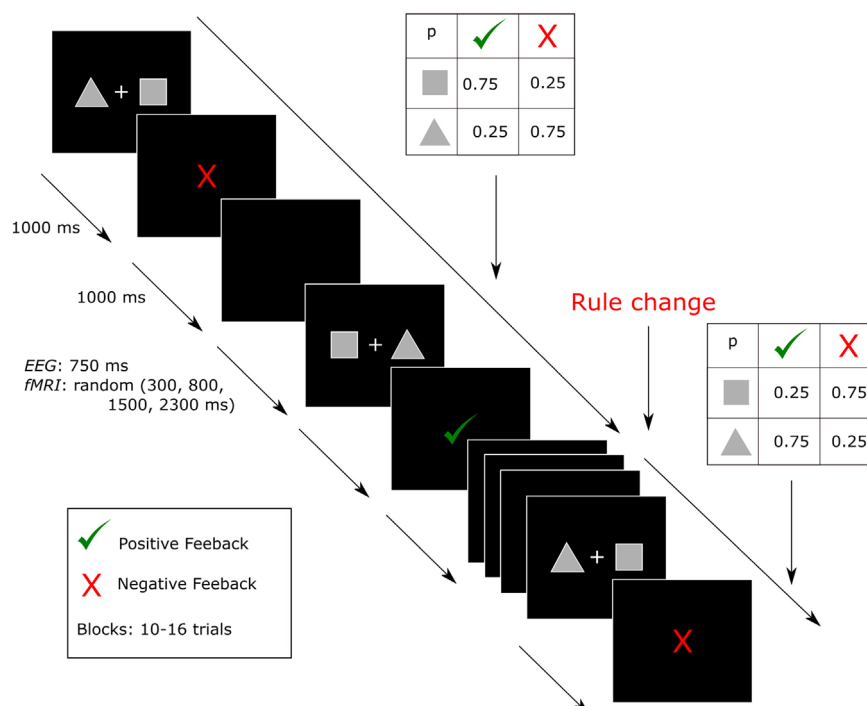 p
0.75 0.25
0.25 0.75
1000 ms
1000 ms
Rule change
p
EEG: 750 ms
fMRI: random (300, 800,
1500, 2300 ms)
0.25 0.75
0.75 0.25
Positive Feeback
Negative Feeback
Blocks: 10-16 trials